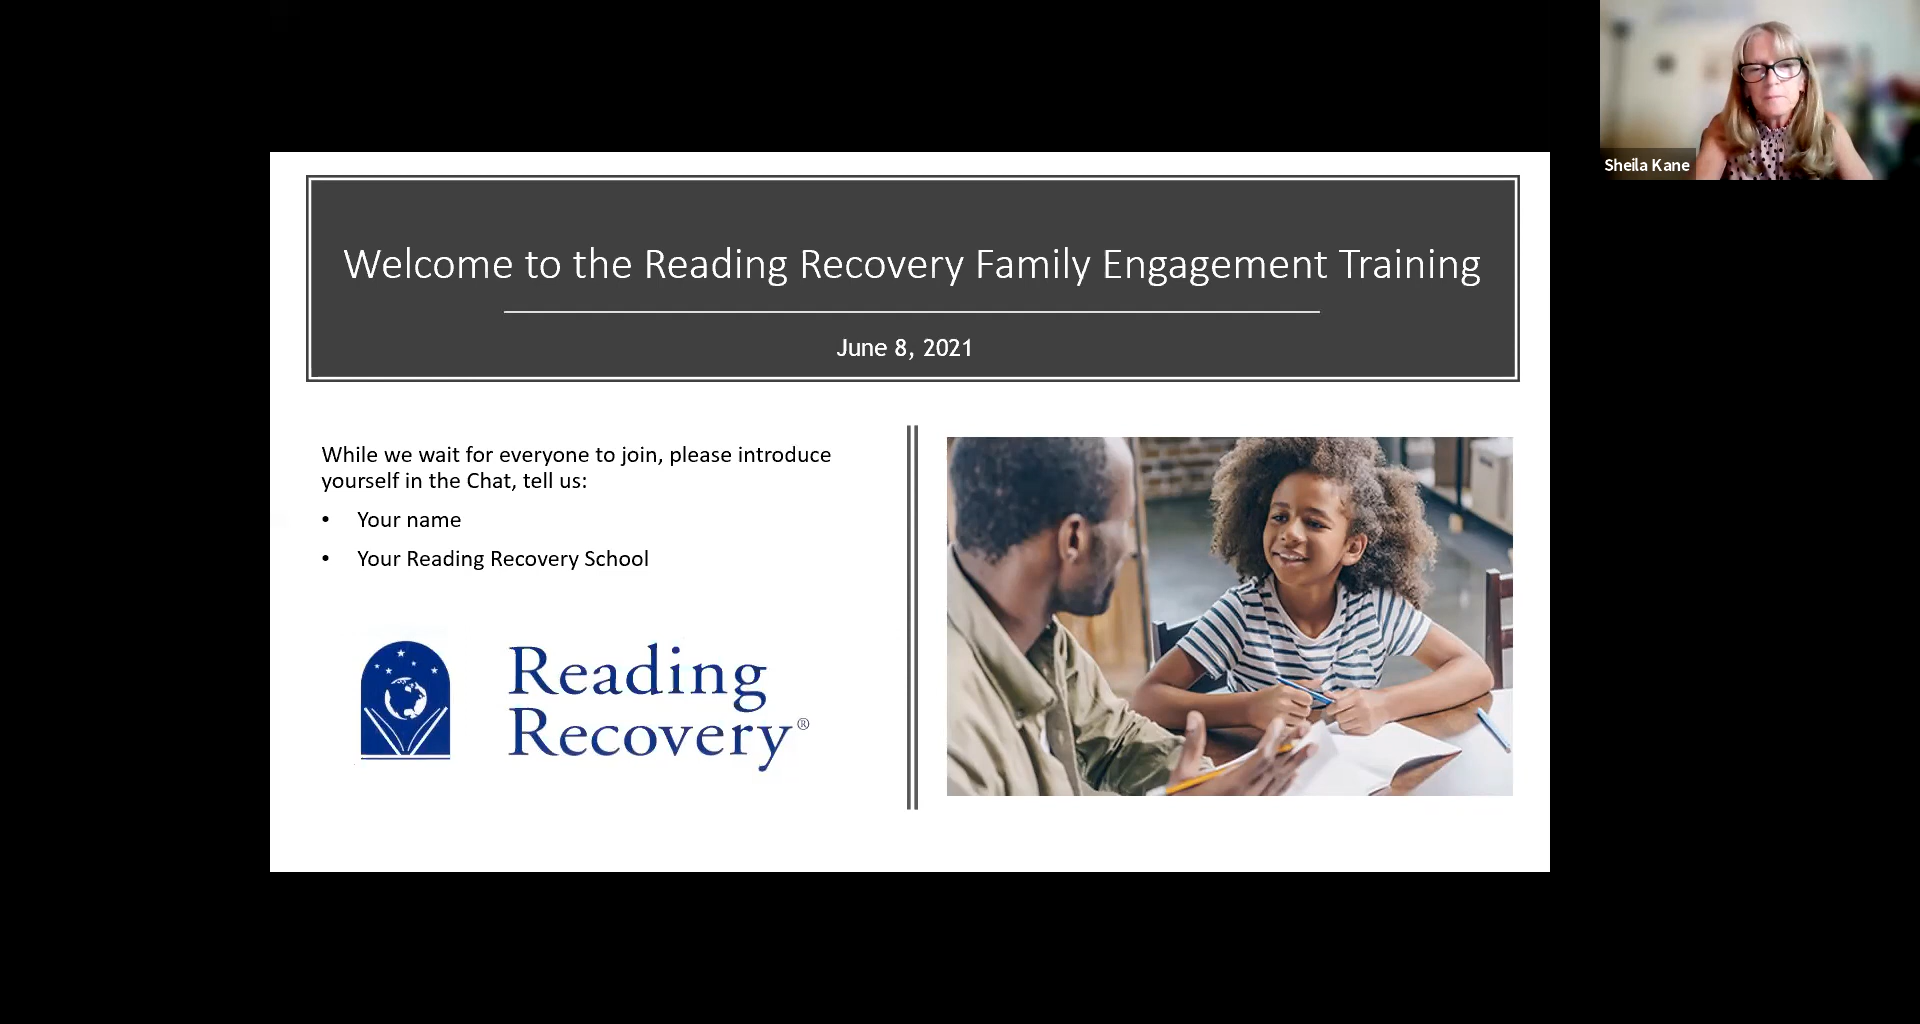 Sheila Kane
Welcome to the Reading Recovery Family Engagement Training
June 8, 2021
While we wait for everyone to join, please introduce
yourself in the Chat, tell us:
• Your name
• Your Reading Recovery School
Reading
Recovery®